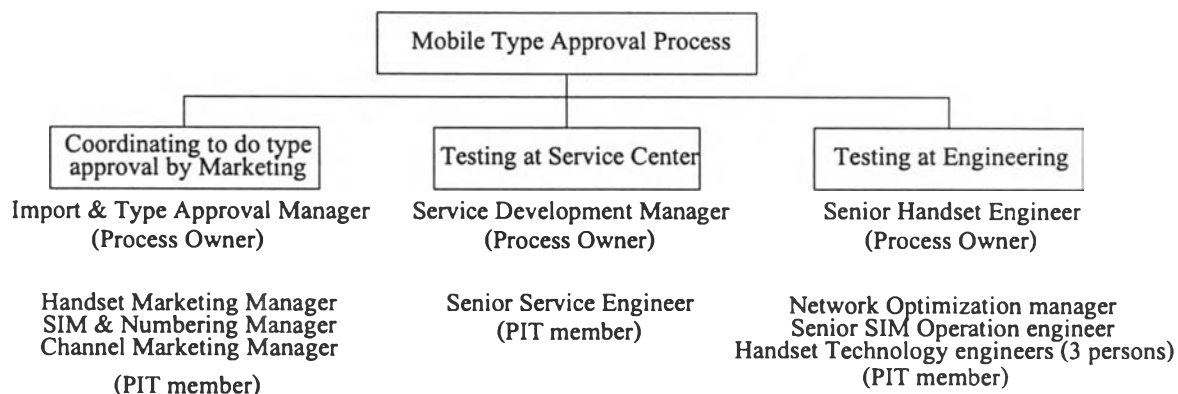 Mobile Type Approval Process
Coordinating to do type
approval by Marketing
Import & Type Approval Manager
(Process Owner)
Handset Marketing Manager
SIM & Numbering Manager
Channel Marketing Manager
(PIT member)
Testing at Service Center
Service Development Manager
(Process Owner)
Senior Service Engineer
(PIT member)
Testing at Engineering
Senior Handset Engineer
(Process Owner)
Network Optimization manager
Senior SIM Operation engineer
Handset Technology engineers (3 persons)
(PIT member)